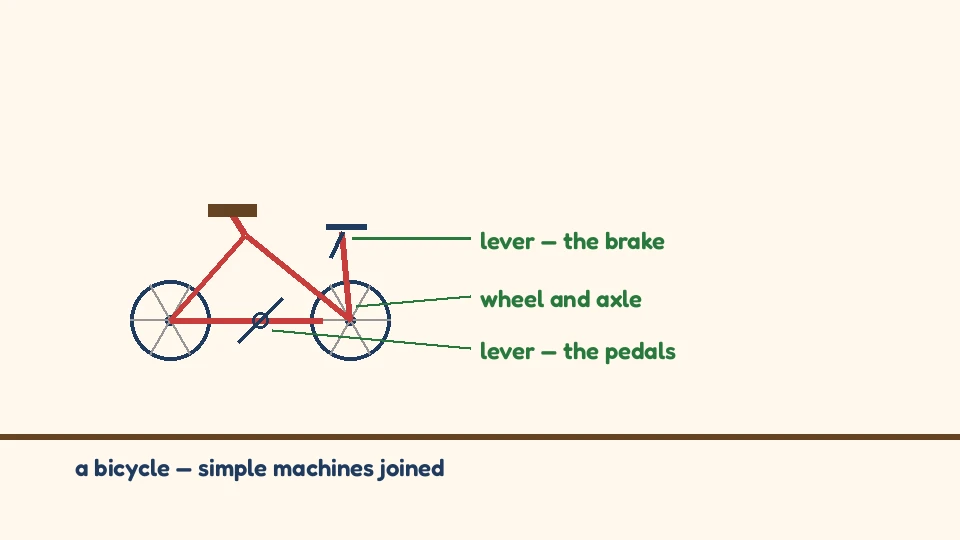 lever — the brake
wheel and axle
lever — the pedals
a bicycle — simple machines joined